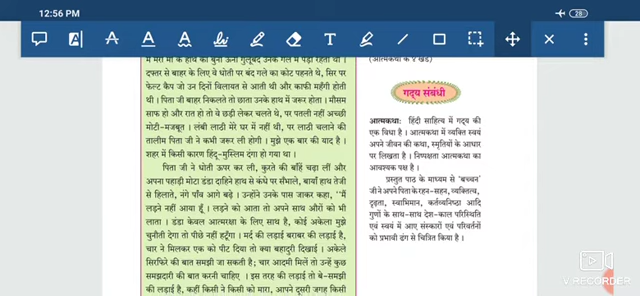 12:56 PM
28
में मेरी माँ के हाथ का बुना ऊनी गुलूबंद उनके गले में पड़ा रहता था।
दफ्तर से बाहर के लिए वे धोती पर बंद गले का कोट पहनते थे, सिर पर
फेल्ट कैप जो उन दिनों विलायत से आती थी और काफी महँगी होती
थी। पिता जी बाहर निकलते तो छाता उनके हाथ में जरूर होता। मौसम
साफ हो और रात हो तो वे छड़ी लेकर चलते थे, पर पतली नहीं अच्छी
मोटी-मजबूत। लंबी लाठी मेरे घर में नहीं थी, पर लाठी चलाने की
तालीम पिता जी ने कभी जरूर ली होगी। मुझे एक बार की याद है।
शहर में किसी कारण हिंदू-मुस्लिम दंगा हो गया था।
पिता जी ने धोती ऊपर कर ली, कुरते की बाँहें चढ़ा लीं और
अपना पहाड़ी मोटा डंडा दाहिने हाथ से कंधे पर सँभाले, बायाँ हाथ तेजी
से हिलाते, नंगे पाँव आगे बढ़े। उन्होंने उनके पास जाकर कहा, ''मैं
लड़ने नहीं आया हूँ। लड़ने को आता तो अपने साथ औरों को भी
लाता। डंडा केवल आत्मरक्षा के लिए साथ है, कोई अकेला मुझे
चुनौती देगा तो पीछे नहीं हटूँगा। मर्द की लड़ाई बराबर की लड़ाई है,
चार ने मिलकर एक को पीट दिया तो क्या बहादुरी दिखाई। अकेले
सिरफिरे की बात समझी जा सकती है; चार आदमी मिलें तो उन्हें कुछ
समझदारी की बात करनी चाहिए। इस तरह की लड़ाई तो बे-समझी
की लड़ाई है, कहीं किसी ने किसी को मारा, आपने दूसरी जगह किसी
(आत्मकथा के ४ खंड)
गद्य संबंधी
आत्मकथा: हिंदी साहित्य में गद्य की
एक विधा है। आत्मकथा में व्यक्ति स्वयं
अपने जीवन की कथा, स्मृतियों के आधार
पर लिखता है। निष्पक्षता आत्मकथा का
आवश्यक पक्ष है।
प्रस्तुत पाठ के माध्यम से 'बच्चन'
जी ने अपने पिता के रहन-सहन, व्यक्तित्व,
दृढ़ता, स्वाभिमान, कर्तव्यनिष्ठा आदि
गुणों के साथ-साथ देश-काल परिस्थिति
एवं स्वयं में आए संस्कारों एवं परिवर्तनों को
प्रभावी ढंग से चित्रित किया है।
V RECORDER